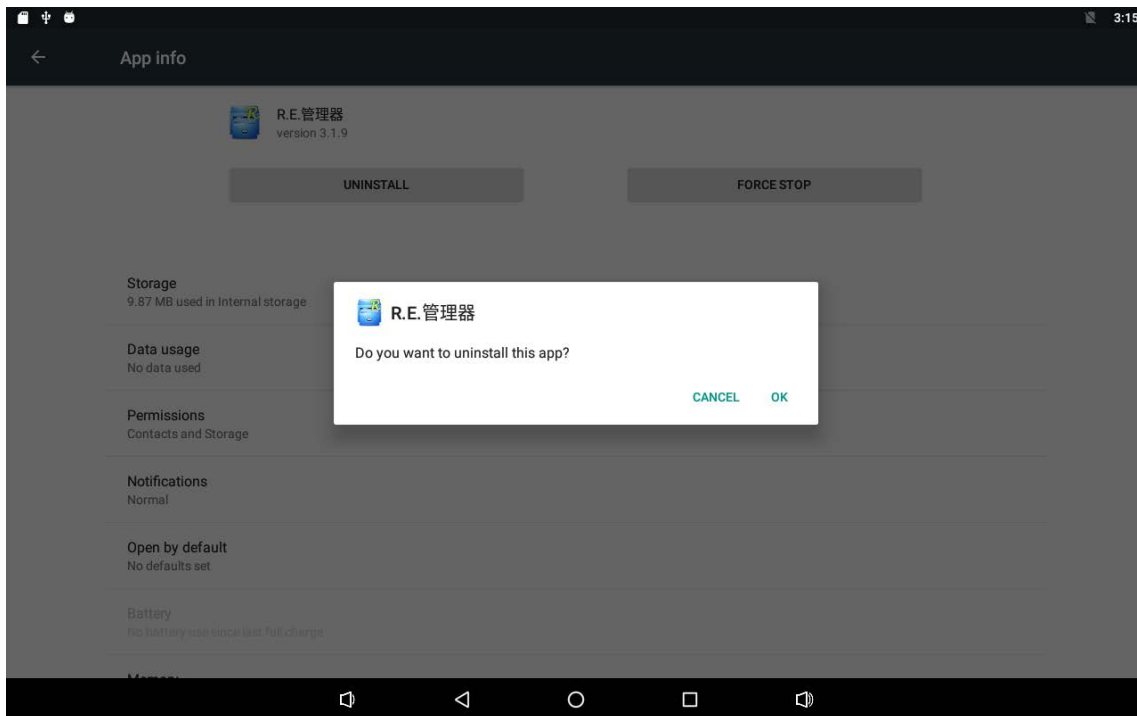 3:15
App info
R.E.管理器
version 3.1.9
UNINSTALL
FORCE STOP
Storage
9.87 MB used in Internal storage
R.E.管理器
Do you want to uninstall this app?
CANCEL
OK
Data usage
No data used
Permissions
Contacts and Storage
Notifications
Normal
Open by default
No defaults set
Battery
No battery use since last full charge
Memory